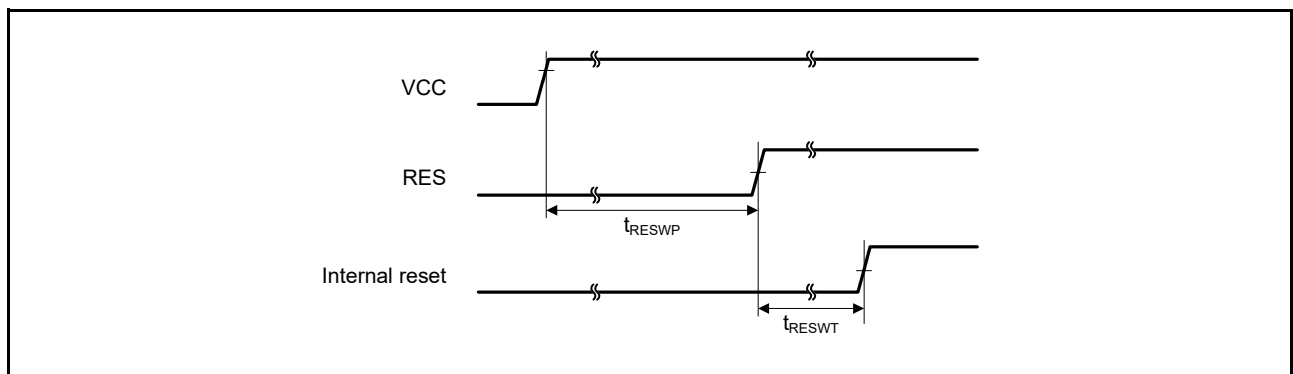 VCC
RES
tRESWP
Internal reset
tRESWT